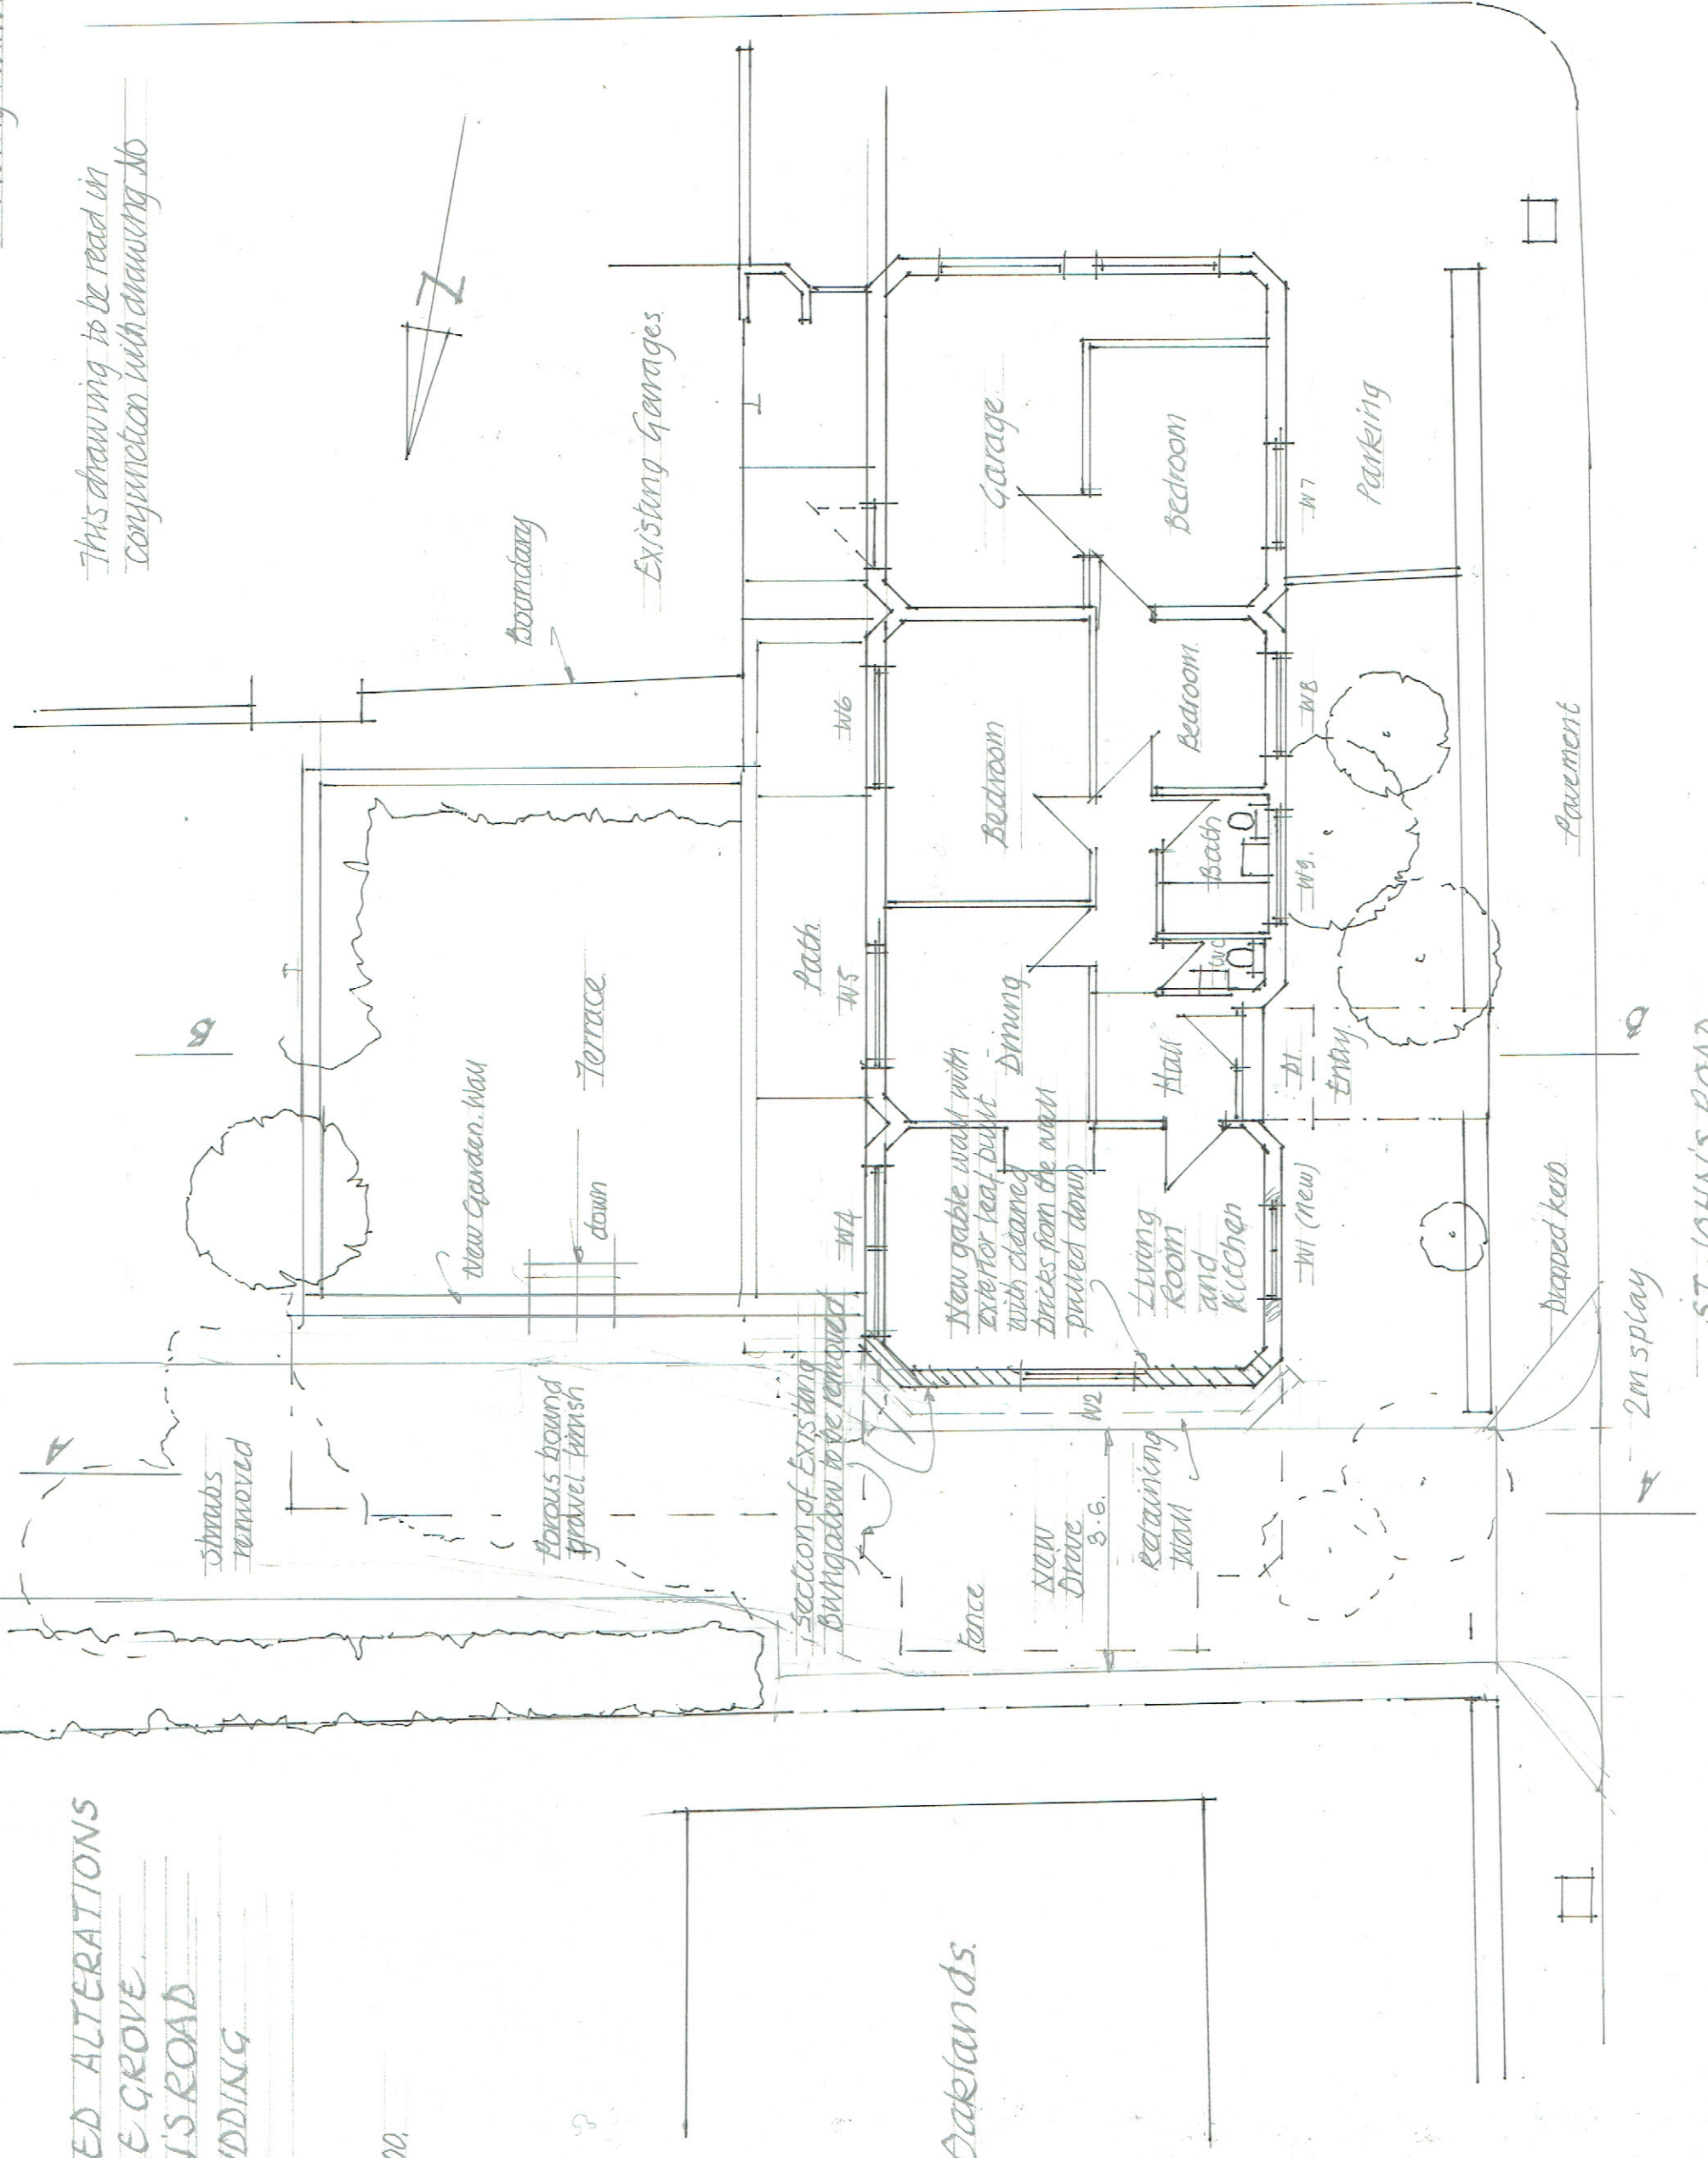 This drawing to be read in
conjunction with drawing No
Boundary
Existing Garages
N
ED ALTERATIONS
E GROVE.
'S ROAD
DDING
00.
Shrubs
removed
Porous bound
gravel finish
New Garden Wall
Terrace
down
Path
W4
W5
W6
Section of Existing
Bungalow to be removed
New gable wall with
exterior leaf built
with cleaned
bricks from the wall
pulled down
Dining
Bedroom
Garage
Living
Room
and
Kitchen
Hall
WC
Bath
Bedroom
Bedroom
W1 (new)
W2
D1
Entry
W9.
W8
W7
Parking
Fence
New
Drive
3.6.
Retaining
wall
Oaklands.
Dropped kerb
Pavement
2m splay
A
A
ST JOHN'S ROAD